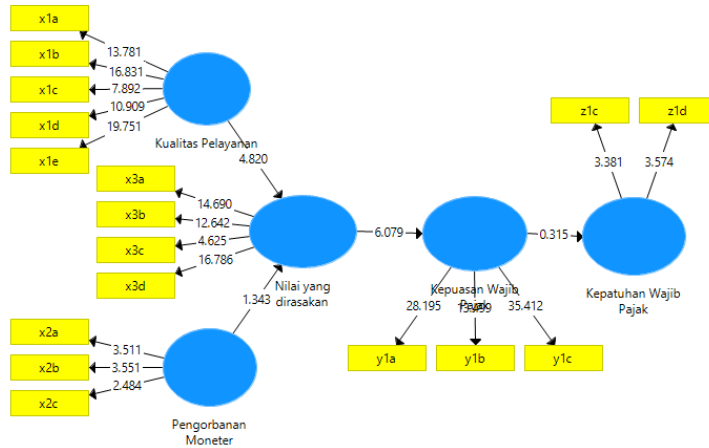 x1a
x1b
x1c
x1d
x1e
13.781
16.831
7.892
10.909
19.751
Kualitas Pelayanan
4.820
x3a
x3b
x3c
x3d
14.690
12.642
4.625
16.786
Nilai yang
dirasakan
1.343
x2a
x2b
x2c
3.511
3.551
2.484
Pengorbanan
Moneter
6.079
Kepuasan Wajib
Pajak
28.195
35.412
y1a
y1b
y1c
0.315
z1c
z1d
3.381
3.574
Kepatuhan Wajib
Pajak